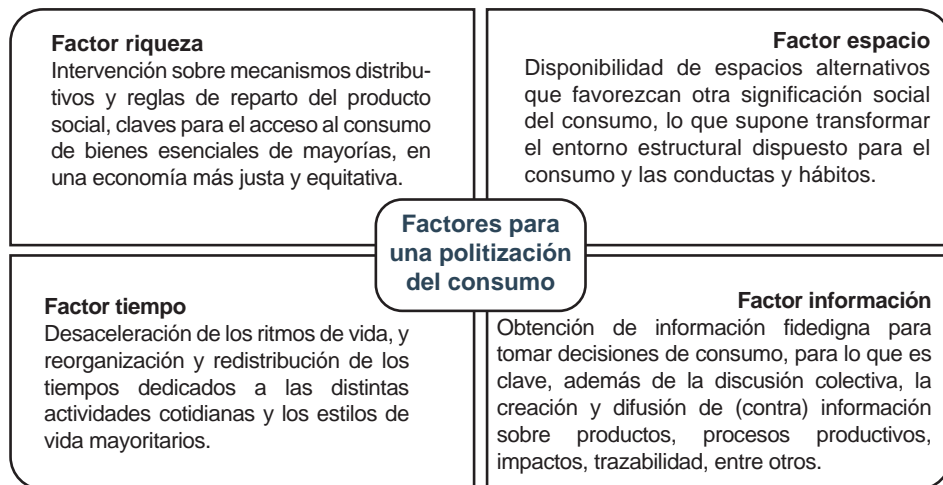 Factor riqueza
Intervención sobre mecanismos distributi-
tivos y reglas de reparto del producto
social, claves para el acceso al consumo
de bienes esenciales de mayorías, en
una economía más justa y equitativa.
Factor espacio
Disponibilidad de espacios alternativos
que favorezcan otra significación social
del consumo, lo que supone transformar
el entorno estructural dispuesto para el
consumo y las conductas y hábitos.
Factores para
una politización
del consumo
Factor tiempo
Desaceleración de los ritmos de vida, y
reorganización y redistribución de los
tiempos dedicados a las distintas
actividades cotidianas y los estilos de
vida mayoritarios.
Factor información
Obtención de información fidedigna para
tomar decisiones de consumo, para lo que es
clave, además de la discusión colectiva, la
creación y difusión de (contra) información
sobre productos, procesos productivos,
impactos, trazabilidad, entre otros.